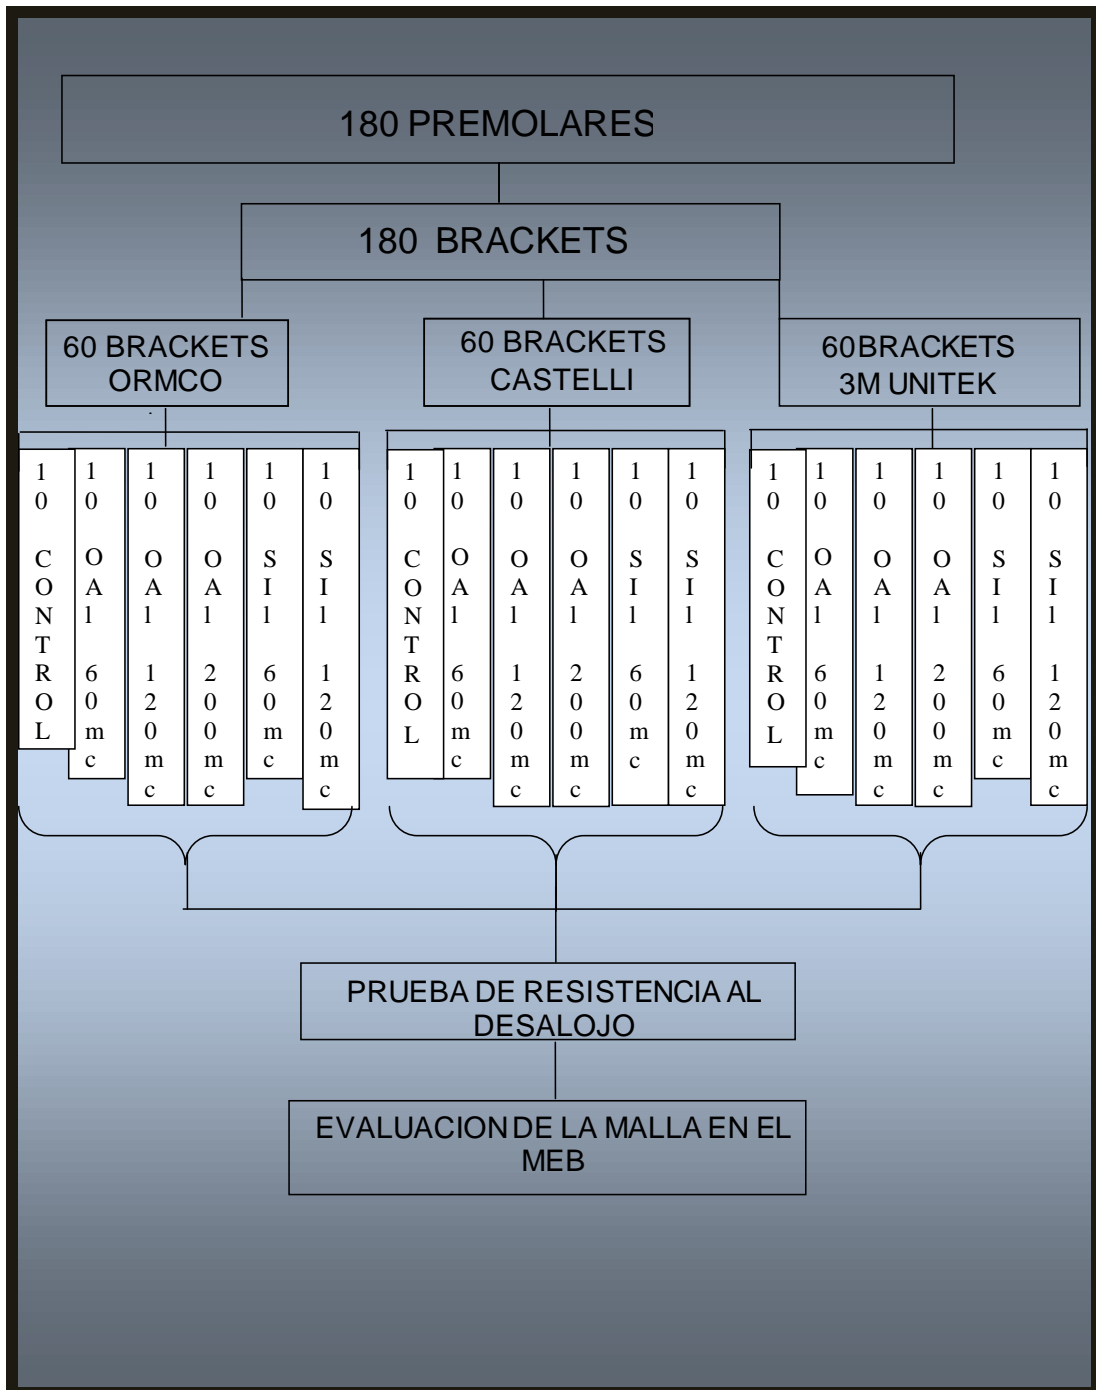 180 PREMOLARES
180 BRACKETS
60 BRACKETS
ORMCO
60 BRACKETS
CASTELLI
60BRACKETS
3M UNITEK
10 CONTROL
10 OAl 60mc
10 OAl 120mc
10 OAl 200mc
10 SIl 60mc
10 SIl 120mc
10 CONTROL
10 OAl 60mc
10 OAl 120mc
10 OAl 200mc
10 SIl 60mc
10 SIl 120mc
10 CONTROL
10 OAl 60mc
10 OAl 120mc
10 OAl 200mc
10 SIl 60mc
10 SIl 120mc
PRUEBA DE RESISTENCIA AL
DESALOJO
EVALUACION DE LA MALLA EN EL
MEB